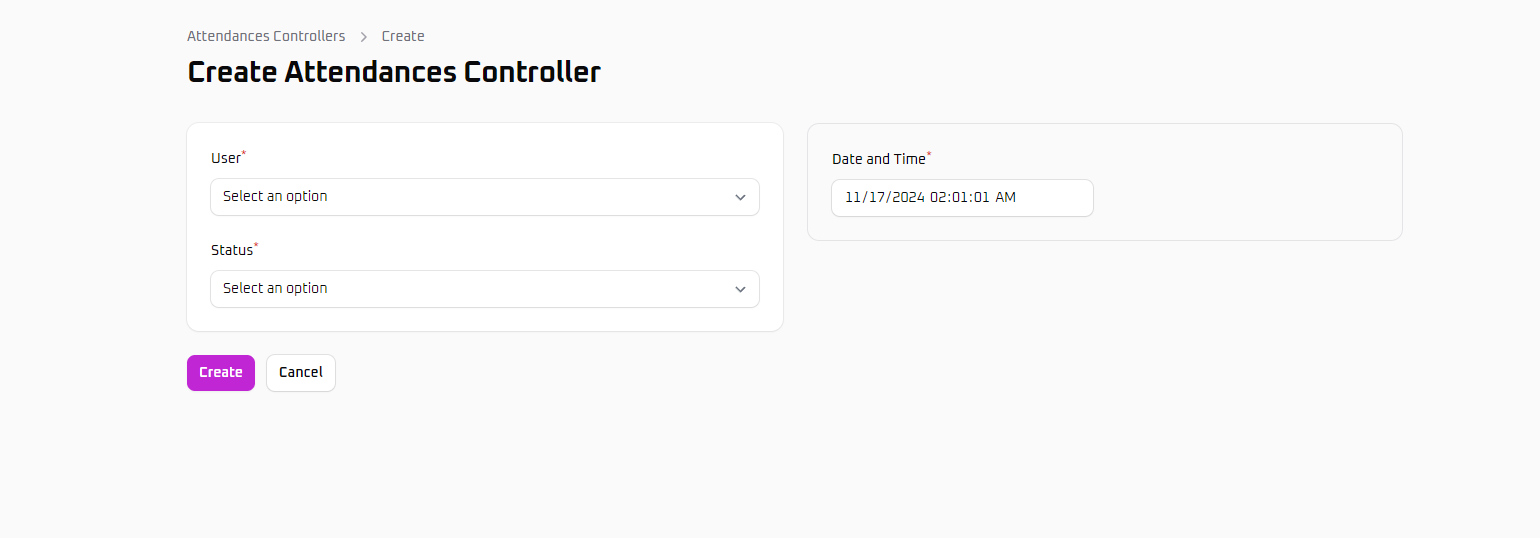 Attendances Controllers > Create
Create Attendances Controller
User*
Select an option
Status*
Select an option
Date and Time*
11/17/2024 02:01:01 AM
Create
Cancel